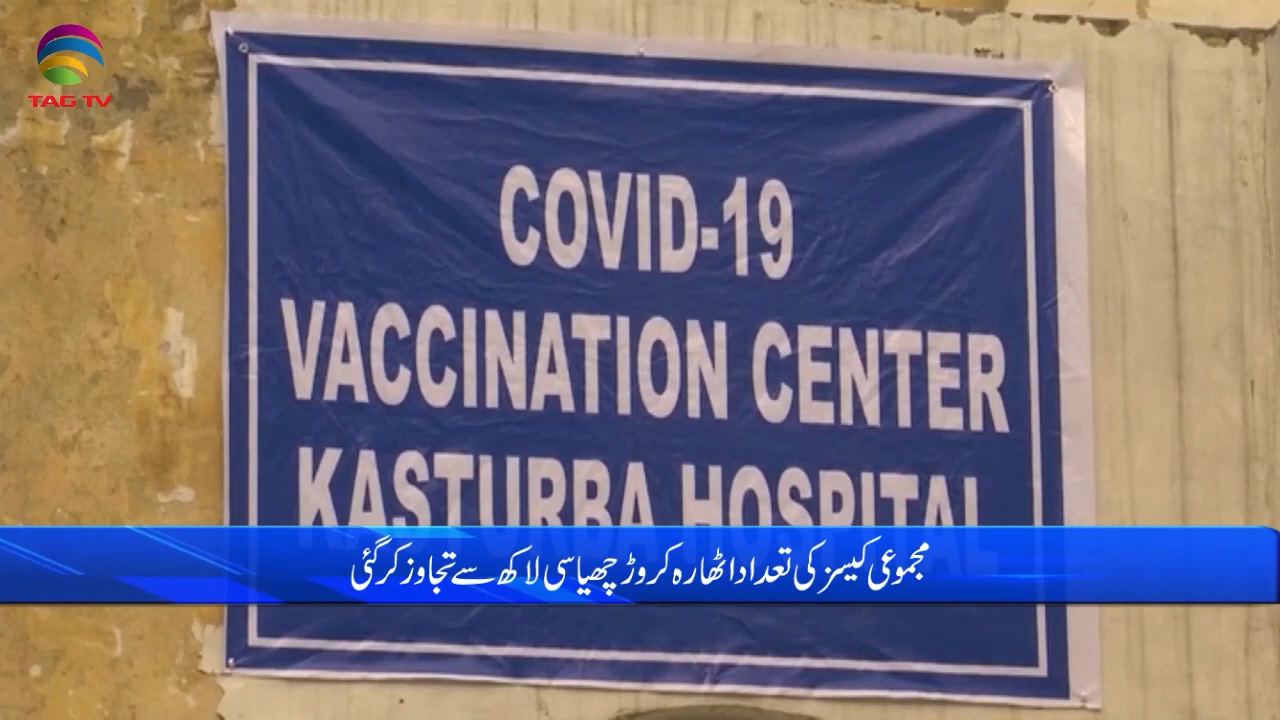 TAG TV
COVID-19
VACCINATION CENTER
KASTURBA HOSPITAL
مجموعی کیسز کی تعداد اٹھارہ کروڑ چھیاسی لاکھ سے تجاوز کر گئی